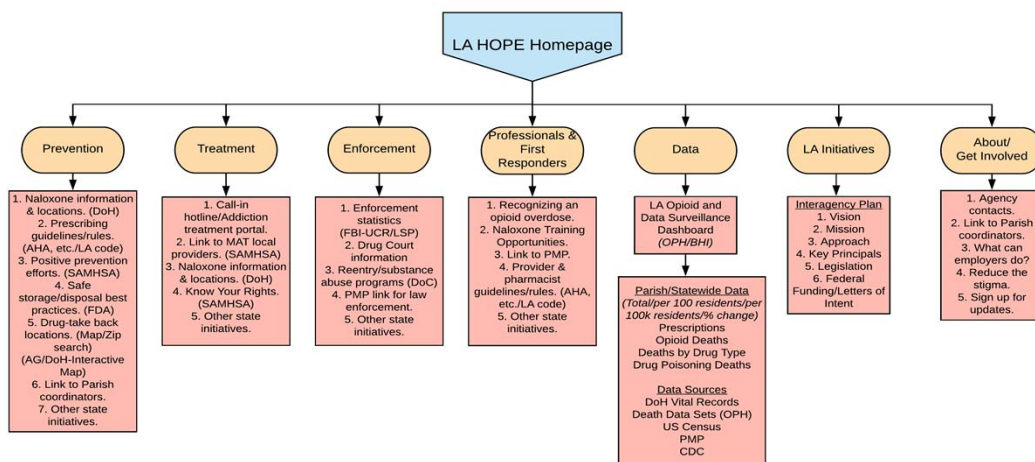 LA HOPE Homepage
Prevention
Treatment
Enforcement
Professionals &
First
Responders
Data
LA Initiatives
About/
Get Involved
1. Naloxone information
& locations. (DoH)
2. Prescribing
guidelines/rules.
(AHA, etc./LA code)
3. Positive prevention
efforts. (SAMHSA)
4. Safe
storage/disposal best
practices. (FDA)
5. Drug-take back
locations. (Map/Zip
search)
(AG/DoH-Interactive
Map)
6. Link to Parish
coordinators.
7. Other state
initiatives.
1. Call-in
hotline/Addiction
treatment portal.
2. Link to MAT local
providers. (SAMHSA)
3. Naloxone information
& locations. (DoH)
4. Know Your Rights.
(SAMHSA)
5. Other state
initiatives.
1. Enforcement
statistics
(FBI-UCR/LSP)
2. Drug Court
information
3. Reentry/substance
abuse programs (DoC)
4. PMP link for law
enforcement.
5. Other state
initiatives.
1. Recognizing an
opioid overdose.
2. Naloxone Training
Opportunities.
3. Link to PMP.
4. Provider &
pharmacist
guidelines/rules. (AHA,
etc./LA code)
5. Other state
initiatives.
LA Opioid and
Data Surveillance
Dashboard
(OPH/BHI)
Parish/Statewide Data
(Total/per 100 residents/per
100k residents/% change)
Prescriptions
Opioid Deaths
Deaths by Drug Type
Drug Poisoning Deaths
Data Sources
DoH Vital Records
Death Data Sets (OPH)
US Census
PMP
CDC
Interagency Plan
1. Vision
2. Mission
3. Approach
4. Key Principals
5. Legislation
6. Federal
Funding/Letters of
Intent
1. Agency
contacts.
2. Link to Parish
coordinators.
3. What can
employers do?
4. Reduce the
stigma.
5. Sign up for
updates.